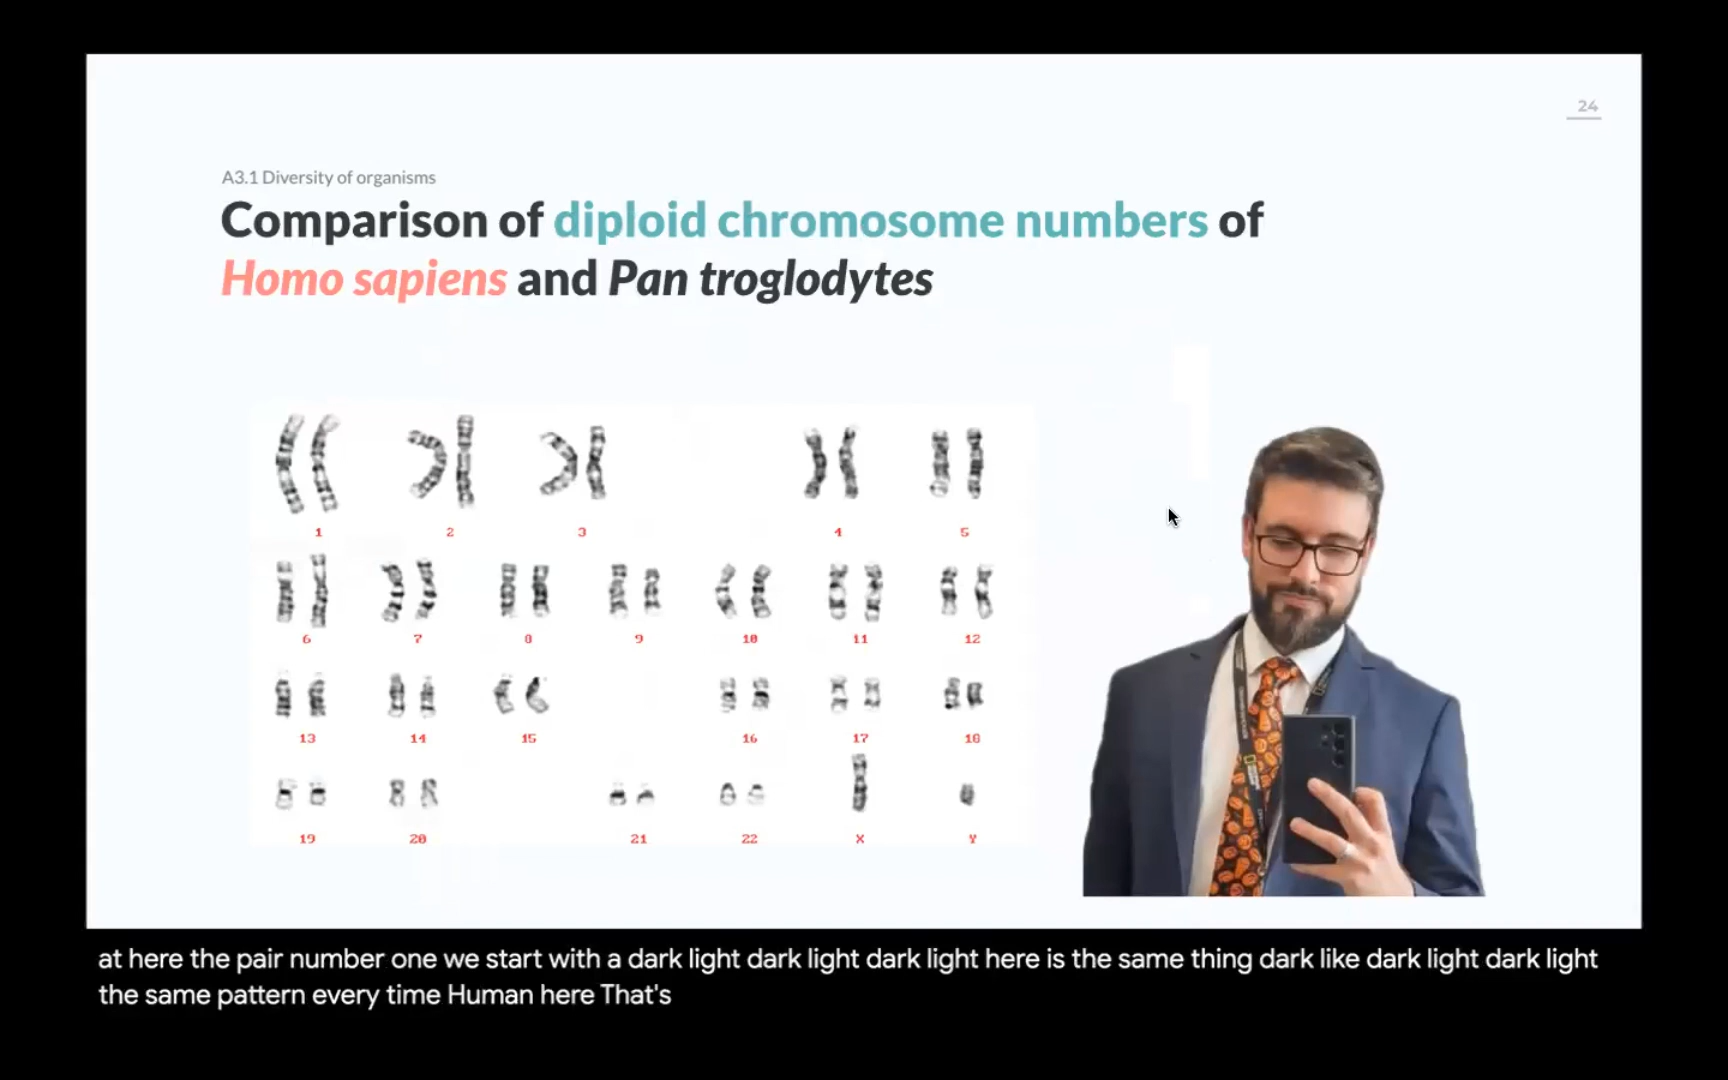 24
A3.1 Diversity of organisms
Comparison of diploid chromosome numbers of
Homo sapiens and Pan troglodytes
1 2 3 4 5
6 7 8 9 10 11 12
13 14 15 16 17 18
19 20 21 22 X Y
at here the pair number one we start with a dark light dark light dark light here is the same thing dark like dark light dark light
the same pattern every time Human here That's